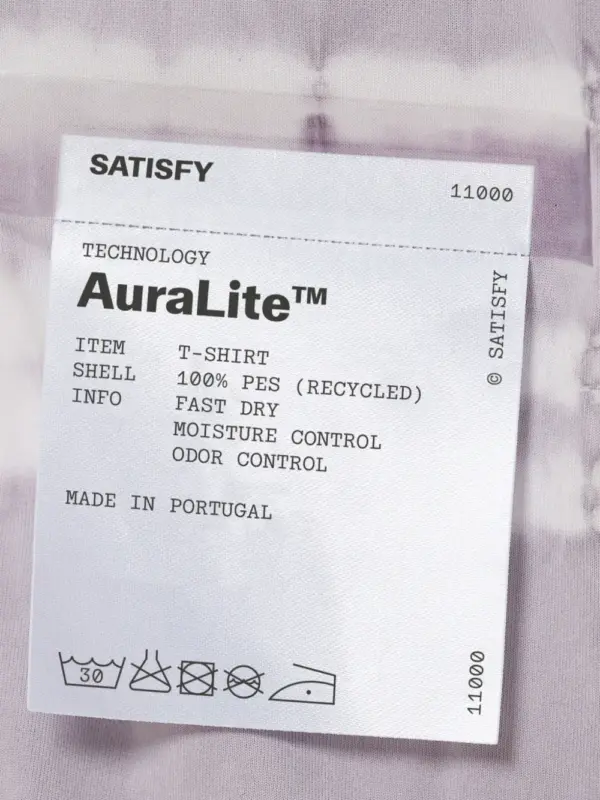 SATISFY
11000
TECHNOLOGY
AuraLite™
© SATISFY
ITEM T-SHIRT
SHELL 100% PES (RECYCLED)
INFO FAST DRY
MOISTURE CONTROL
ODOR CONTROL
MADE IN PORTUGAL
30
11000